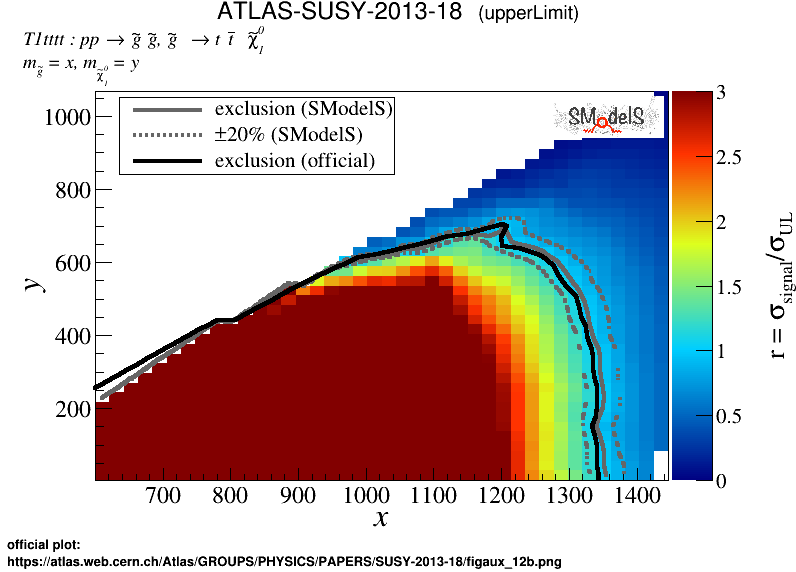 ATLAS-SUSY-2013-18 (upperLimit)
T1tttt : pp → g̃ g̃, g̃ → t t̄ χ̃₁⁰
m_g̃ = x, m_χ̃₁⁰ = y
exclusion (SModelS)
±20% (SModelS)
exclusion (official)
SModelS
1000
800
600
400
200
y
700 800 900 1000 1100 1200 1300 1400
x
3
2.5
2
1.5
1
0.5
0
r = σ_signal/σ_UL
official plot:
https://atlas.web.cern.ch/Atlas/GROUPS/PHYSICS/PAPERS/SUSY-2013-18/figaux_12b.png